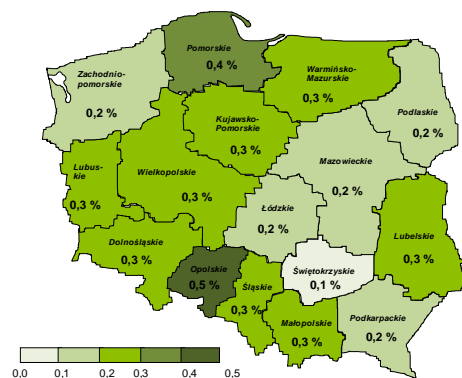 Pomorskie
0,4 %
Zachodnio-
pomorskie
0,2 %
Warmińsko-
Mazurskie
0,3 %
Podlaskie
0,2 %
Kujawsko-
Pomorskie
0,3 %
Lubus-
kie
0,3 %
Wielkopolskie
0,3 %
Mazowieckie
0,2 %
Łódzkie
0,2 %
Lubelskie
0,3 %
Dolnośląskie
0,3 %
Opolskie
0,5 %
Śląskie
0,3 %
Świętokrzyskie
0,1 %
Małopolskie
0,3 %
Podkarpackie
0,2 %
0,0 0,1 0,2 0,3 0,4 0,5